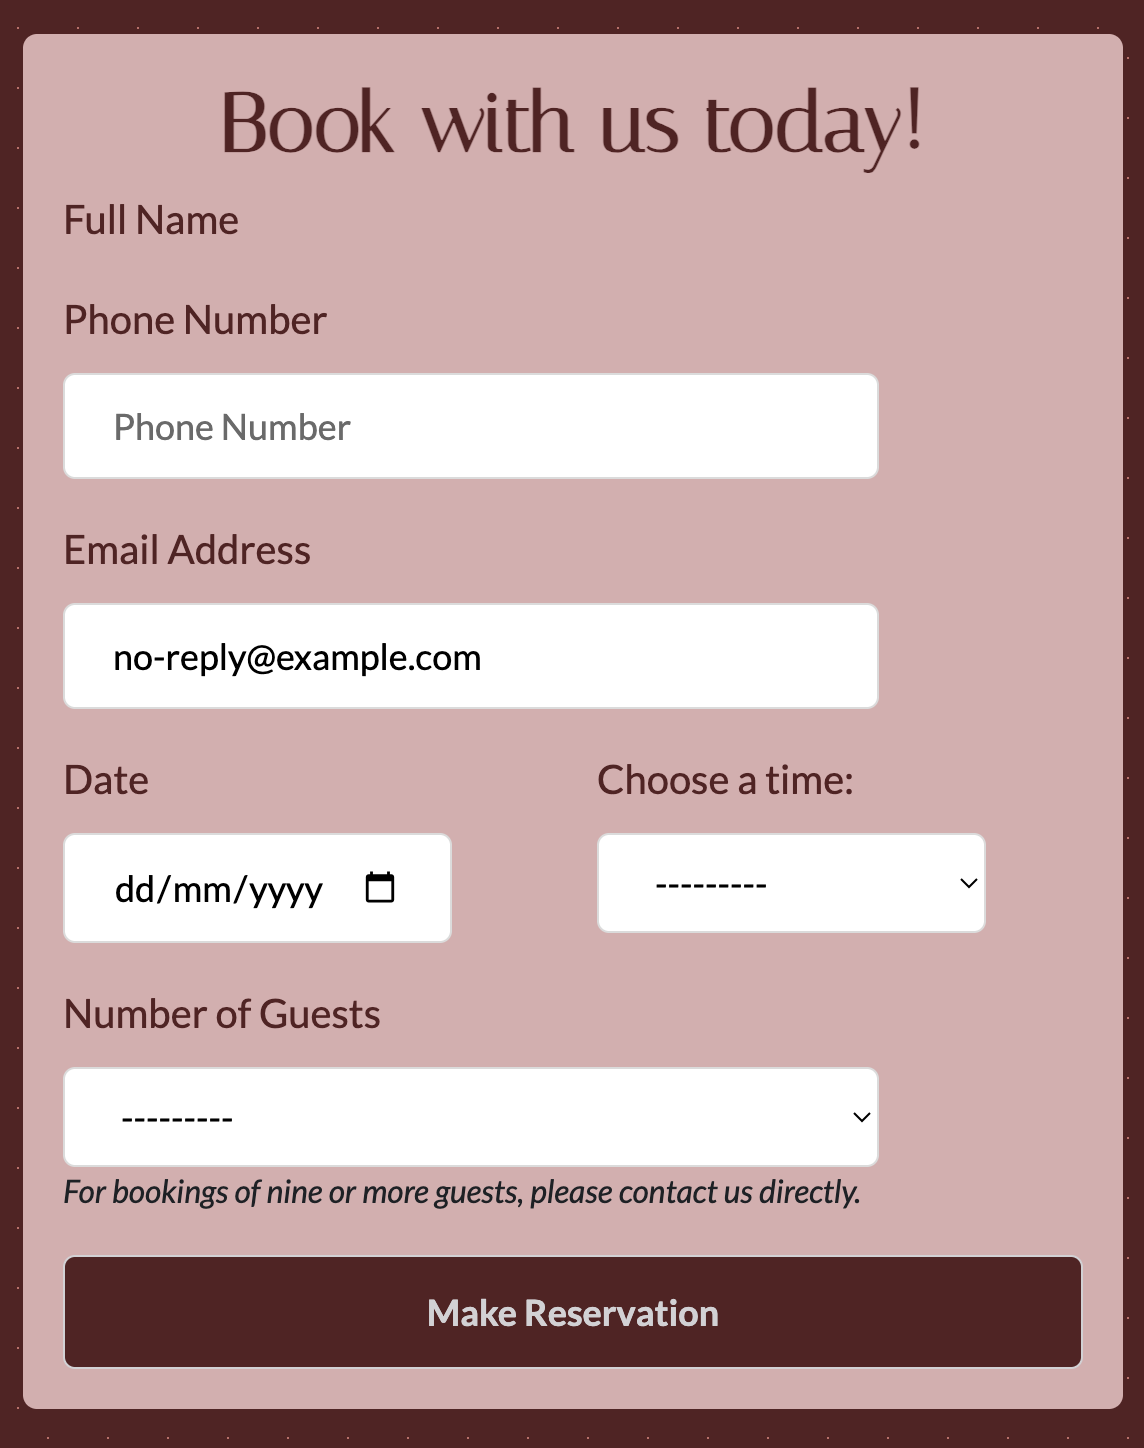 Book with us today!
Full Name
Phone Number
Phone Number
Email Address
no-reply@example.com
Date
Choose a time:
dd/mm/yyyy
---------
Number of Guests
---------
For bookings of nine or more guests, please contact us directly.
Make Reservation